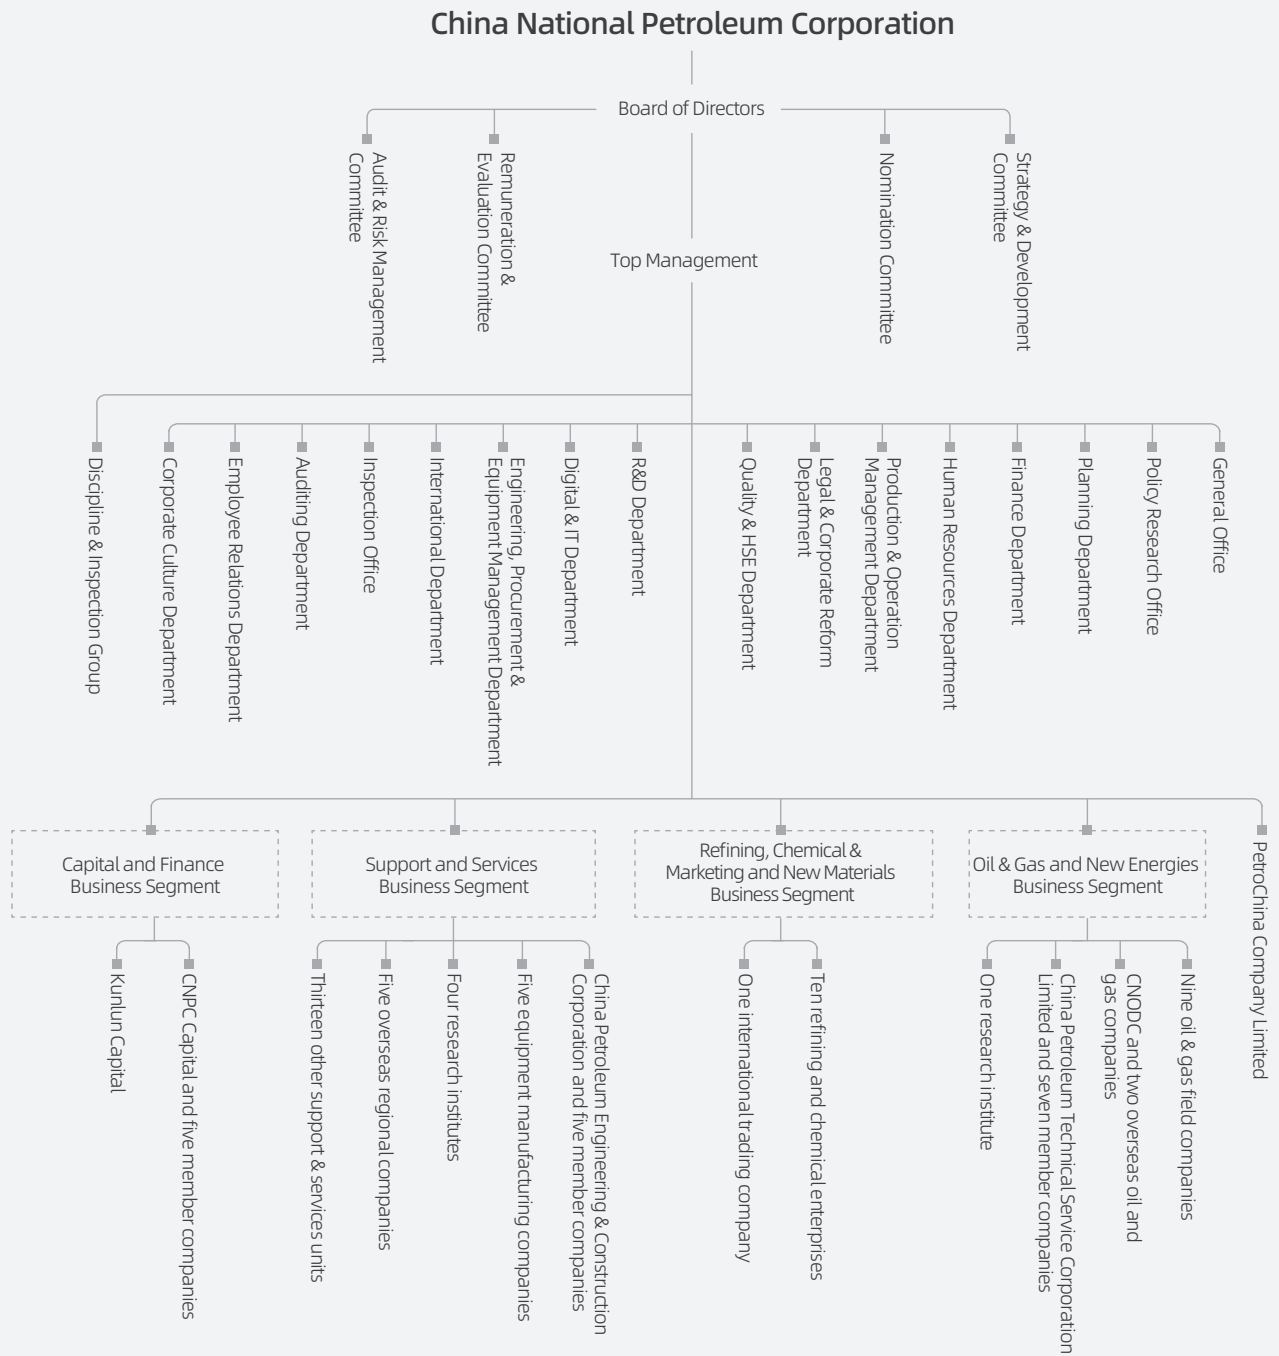 China National Petroleum Corporation
Board of Directors
Audit & Risk Management
Committee
Remuneration &
Evaluation Committee
Nomination Committee
Strategy & Development
Committee
Top Management
Discipline & Inspection Group
Corporate Culture Department
Employee Relations Department
Auditing Department
Inspection Office
International Department
Engineering, Procurement &
Equipment Management Department
Digital & IT Department
R&D Department
Quality & HSE Department
Legal & Corporate Reform
Department
Production & Operation
Management Department
Human Resources Department
Finance Department
Planning Department
Policy Research Office
General Office
Capital and Finance
Business Segment
Support and Services
Business Segment
Refining, Chemical &
Marketing and New Materials
Business Segment
Oil & Gas and New Energies
Business Segment
PetroChina Company Limited
Kunlun Capital
CNPC Capital and five member companies
Thirteen other support & services units
Five overseas regional companies
Four research institutes
Five equipment manufacturing companies
China Petroleum Engineering & Construction
Corporation and five member companies
One international trading company
Ten refining and chemical enterprises
One research institute
China Petroleum Technical Service Corporation
Limited and seven member companies
CNODC and two overseas oil and
gas companies
Nine oil & gas field companies